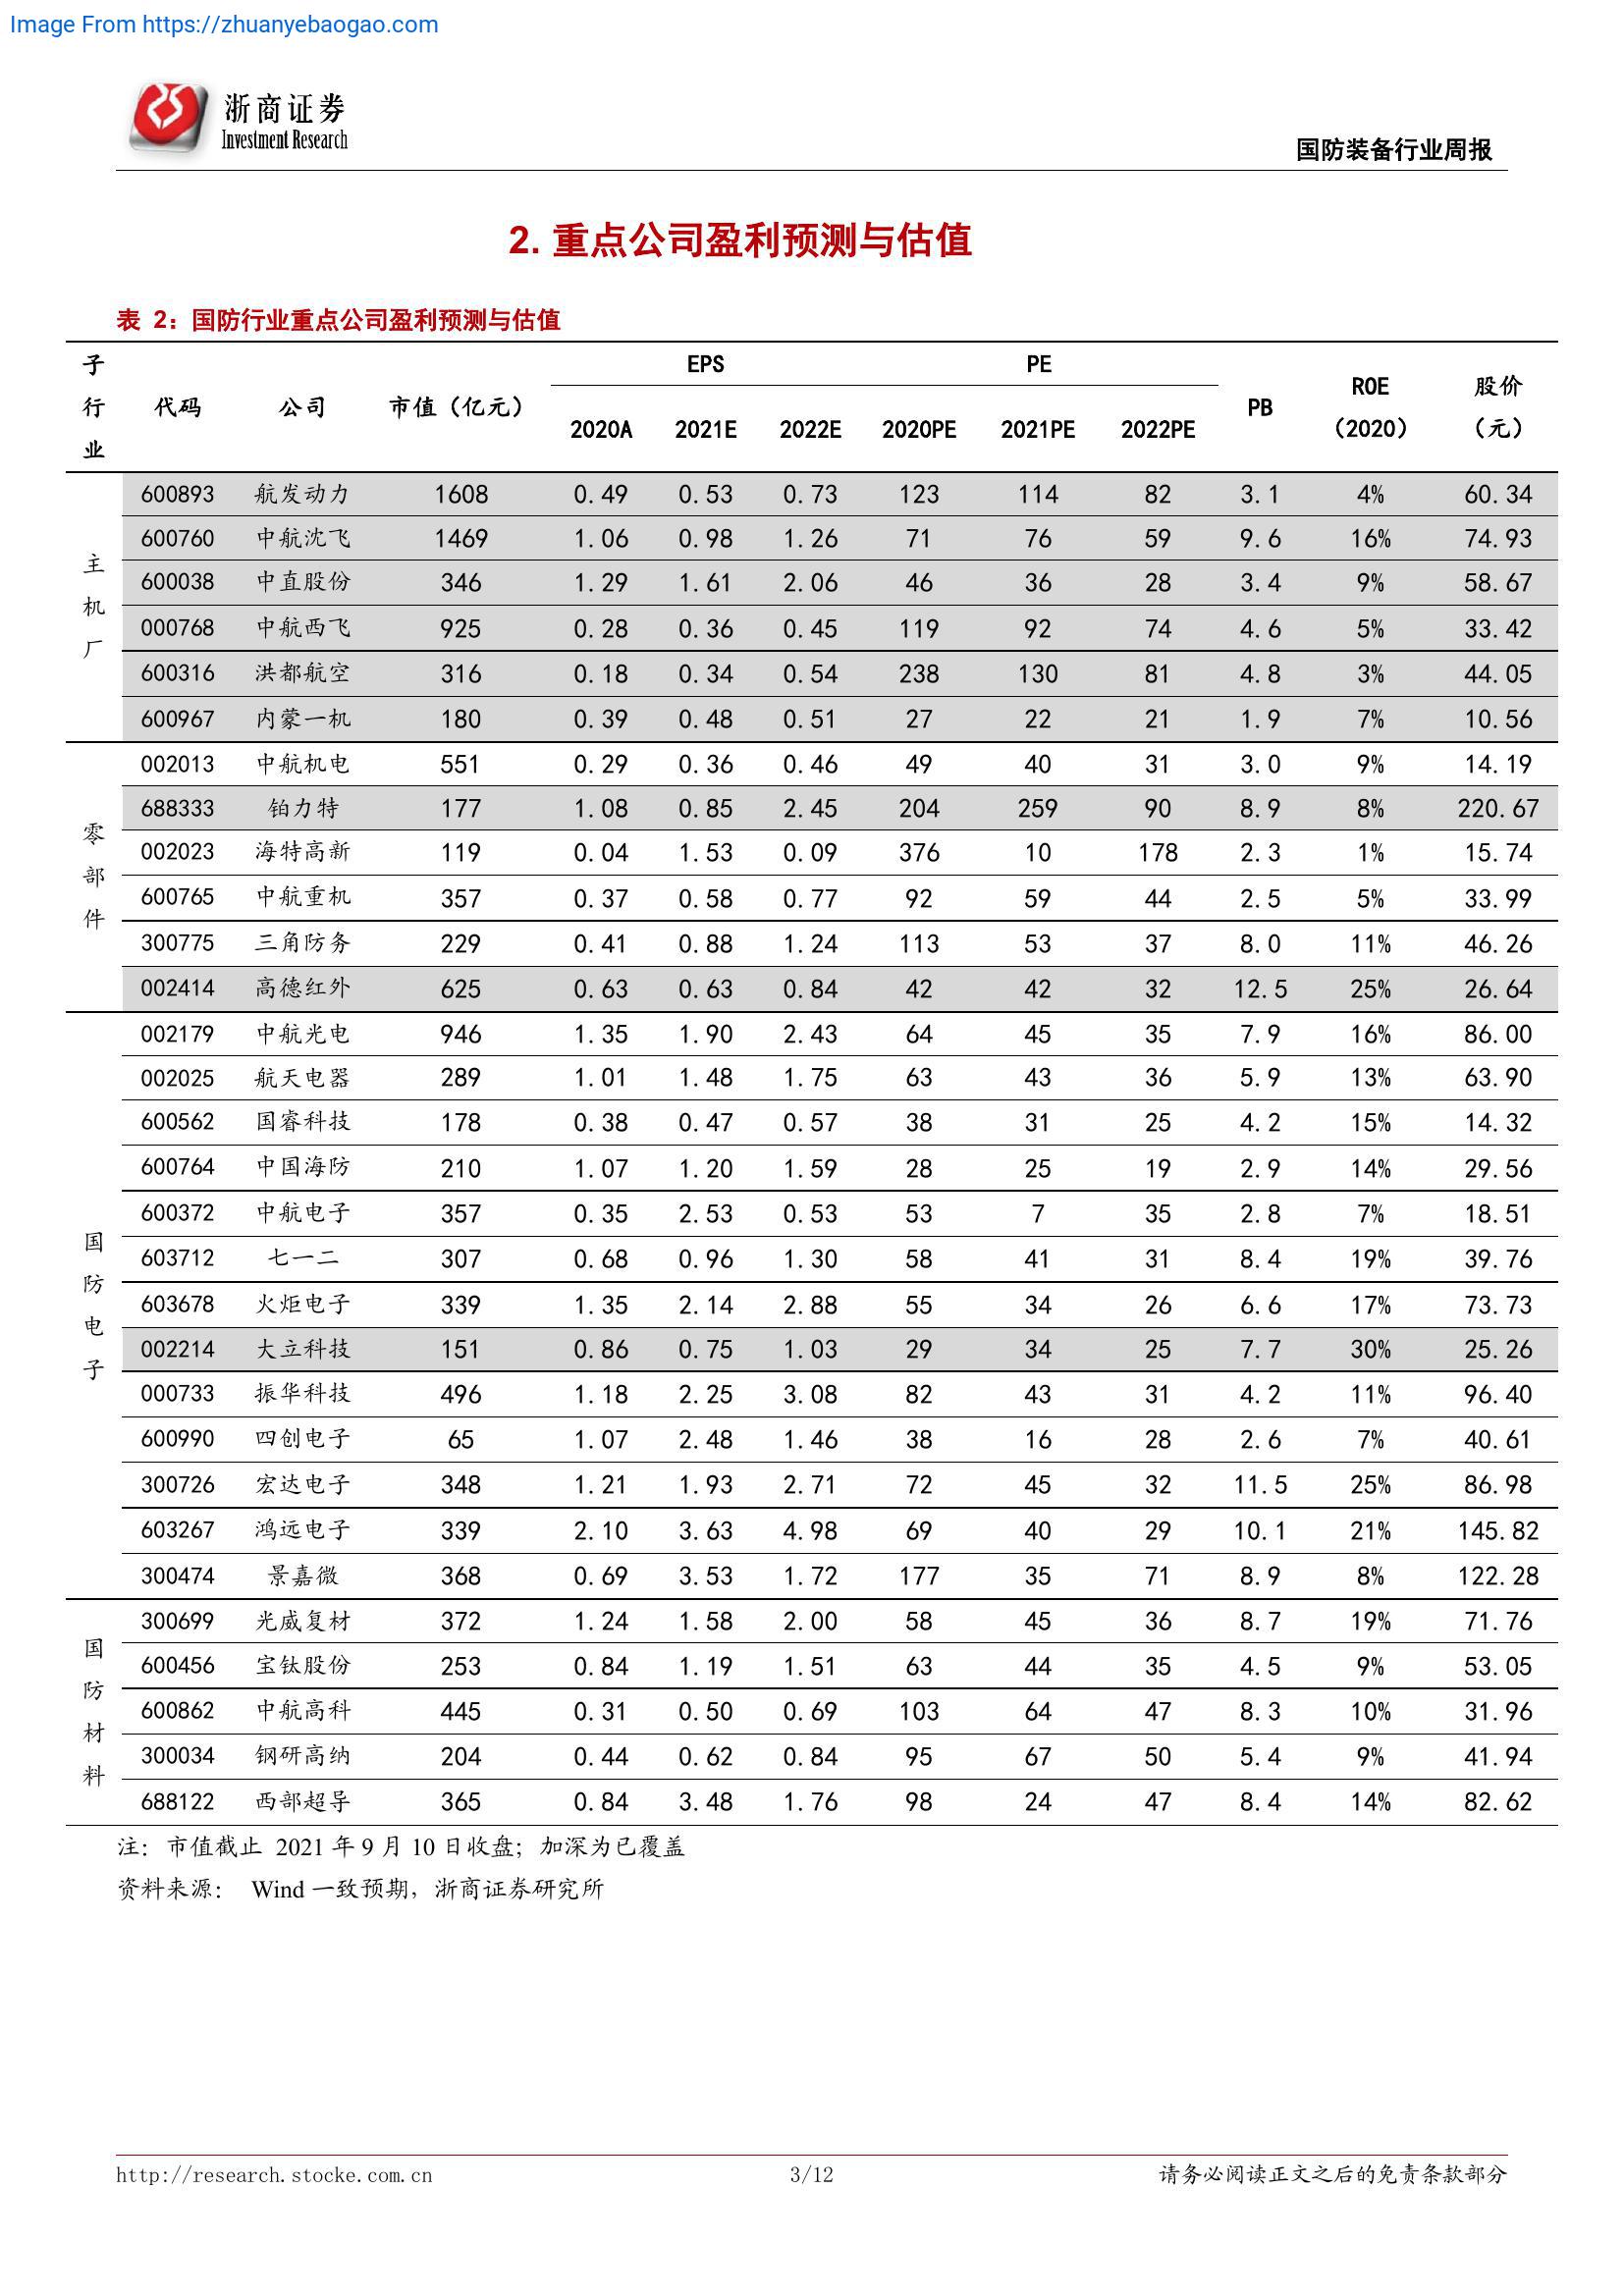 Image From https://zhuanyebaogao.com
浙商证券
Investment Research
国防装备行业周报
2. 重点公司盈利预测与估值
表 2：国防行业重点公司盈利预测与估值
子行业 代码 公司 市值（亿元） EPS PE PB ROE（2020） 股价（元）
2020A 2021E 2022E 2020PE 2021PE 2022PE
主机厂
600893 航发动力 1608 0.49 0.53 0.73 123 114 82 3.1 4% 60.34
600760 中航沈飞 1469 1.06 0.98 1.26 71 76 59 9.6 16% 74.93
600038 中直股份 346 1.29 1.61 2.06 46 36 28 3.4 9% 58.67
000768 中航西飞 925 0.28 0.36 0.45 119 92 74 4.6 5% 33.42
600316 洪都航空 316 0.18 0.34 0.54 238 130 81 4.8 3% 44.05
600967 内蒙一机 180 0.39 0.48 0.51 27 22 21 1.9 7% 10.56
零部件
002013 中航机电 551 0.29 0.36 0.46 49 40 31 3.0 9% 14.19
688333 铂力特 177 1.08 0.85 2.45 204 259 90 8.9 8% 220.67
002023 海特高新 119 0.04 1.53 0.09 376 10 178 2.3 1% 15.74
600765 中航重机 357 0.37 0.58 0.77 92 59 44 2.5 5% 33.99
300775 三角防务 229 0.41 0.88 1.24 113 53 37 8.0 11% 46.26
002414 高德红外 625 0.63 0.63 0.84 42 42 32 12.5 25% 26.64
国防电子
002179 中航光电 946 1.35 1.90 2.43 64 45 35 7.9 16% 86.00
002025 航天电器 289 1.01 1.48 1.75 63 43 36 5.9 13% 63.90
600562 国睿科技 178 0.38 0.47 0.57 38 31 25 4.2 15% 14.32
600764 中国海防 210 1.07 1.20 1.59 28 25 19 2.9 14% 29.56
600372 中航电子 357 0.35 2.53 0.53 53 7 35 2.8 7% 18.51
603712 七一二 307 0.68 0.96 1.30 58 41 31 8.4 19% 39.76
603678 火炬电子 339 1.35 2.14 2.88 55 34 26 6.6 17% 73.73
002214 大立科技 151 0.86 0.75 1.03 29 34 25 7.7 30% 25.26
000733 振华科技 496 1.18 2.25 3.08 82 43 31 4.2 11% 96.40
600990 四创电子 65 1.07 2.48 1.46 38 16 28 2.6 7% 40.61
300726 宏达电子 348 1.21 1.93 2.71 72 45 32 11.5 25% 86.98
603267 鸿远电子 339 2.10 3.63 4.98 69 40 29 10.1 21% 145.82
300474 景嘉微 368 0.69 3.53 1.72 177 35 71 8.9 8% 122.28
国防材料
300699 光威复材 372 1.24 1.58 2.00 58 45 36 8.7 19% 71.76
600456 宝钛股份 253 0.84 1.19 1.51 63 44 35 4.5 9% 53.05
600862 中航高科 445 0.31 0.50 0.69 103 64 47 8.3 10% 31.96
300034 钢研高纳 204 0.44 0.62 0.84 95 67 50 5.4 9% 41.94
688122 西部超导 365 0.84 3.48 1.76 98 24 47 8.4 14% 82.62
注：市值截止 2021 年 9 月 10 日收盘；加深为已覆盖
资料来源： Wind 一致预期，浙商证券研究所
http://research.stocke.com.cn 3/12 请务必阅读正文之后的免责条款部分